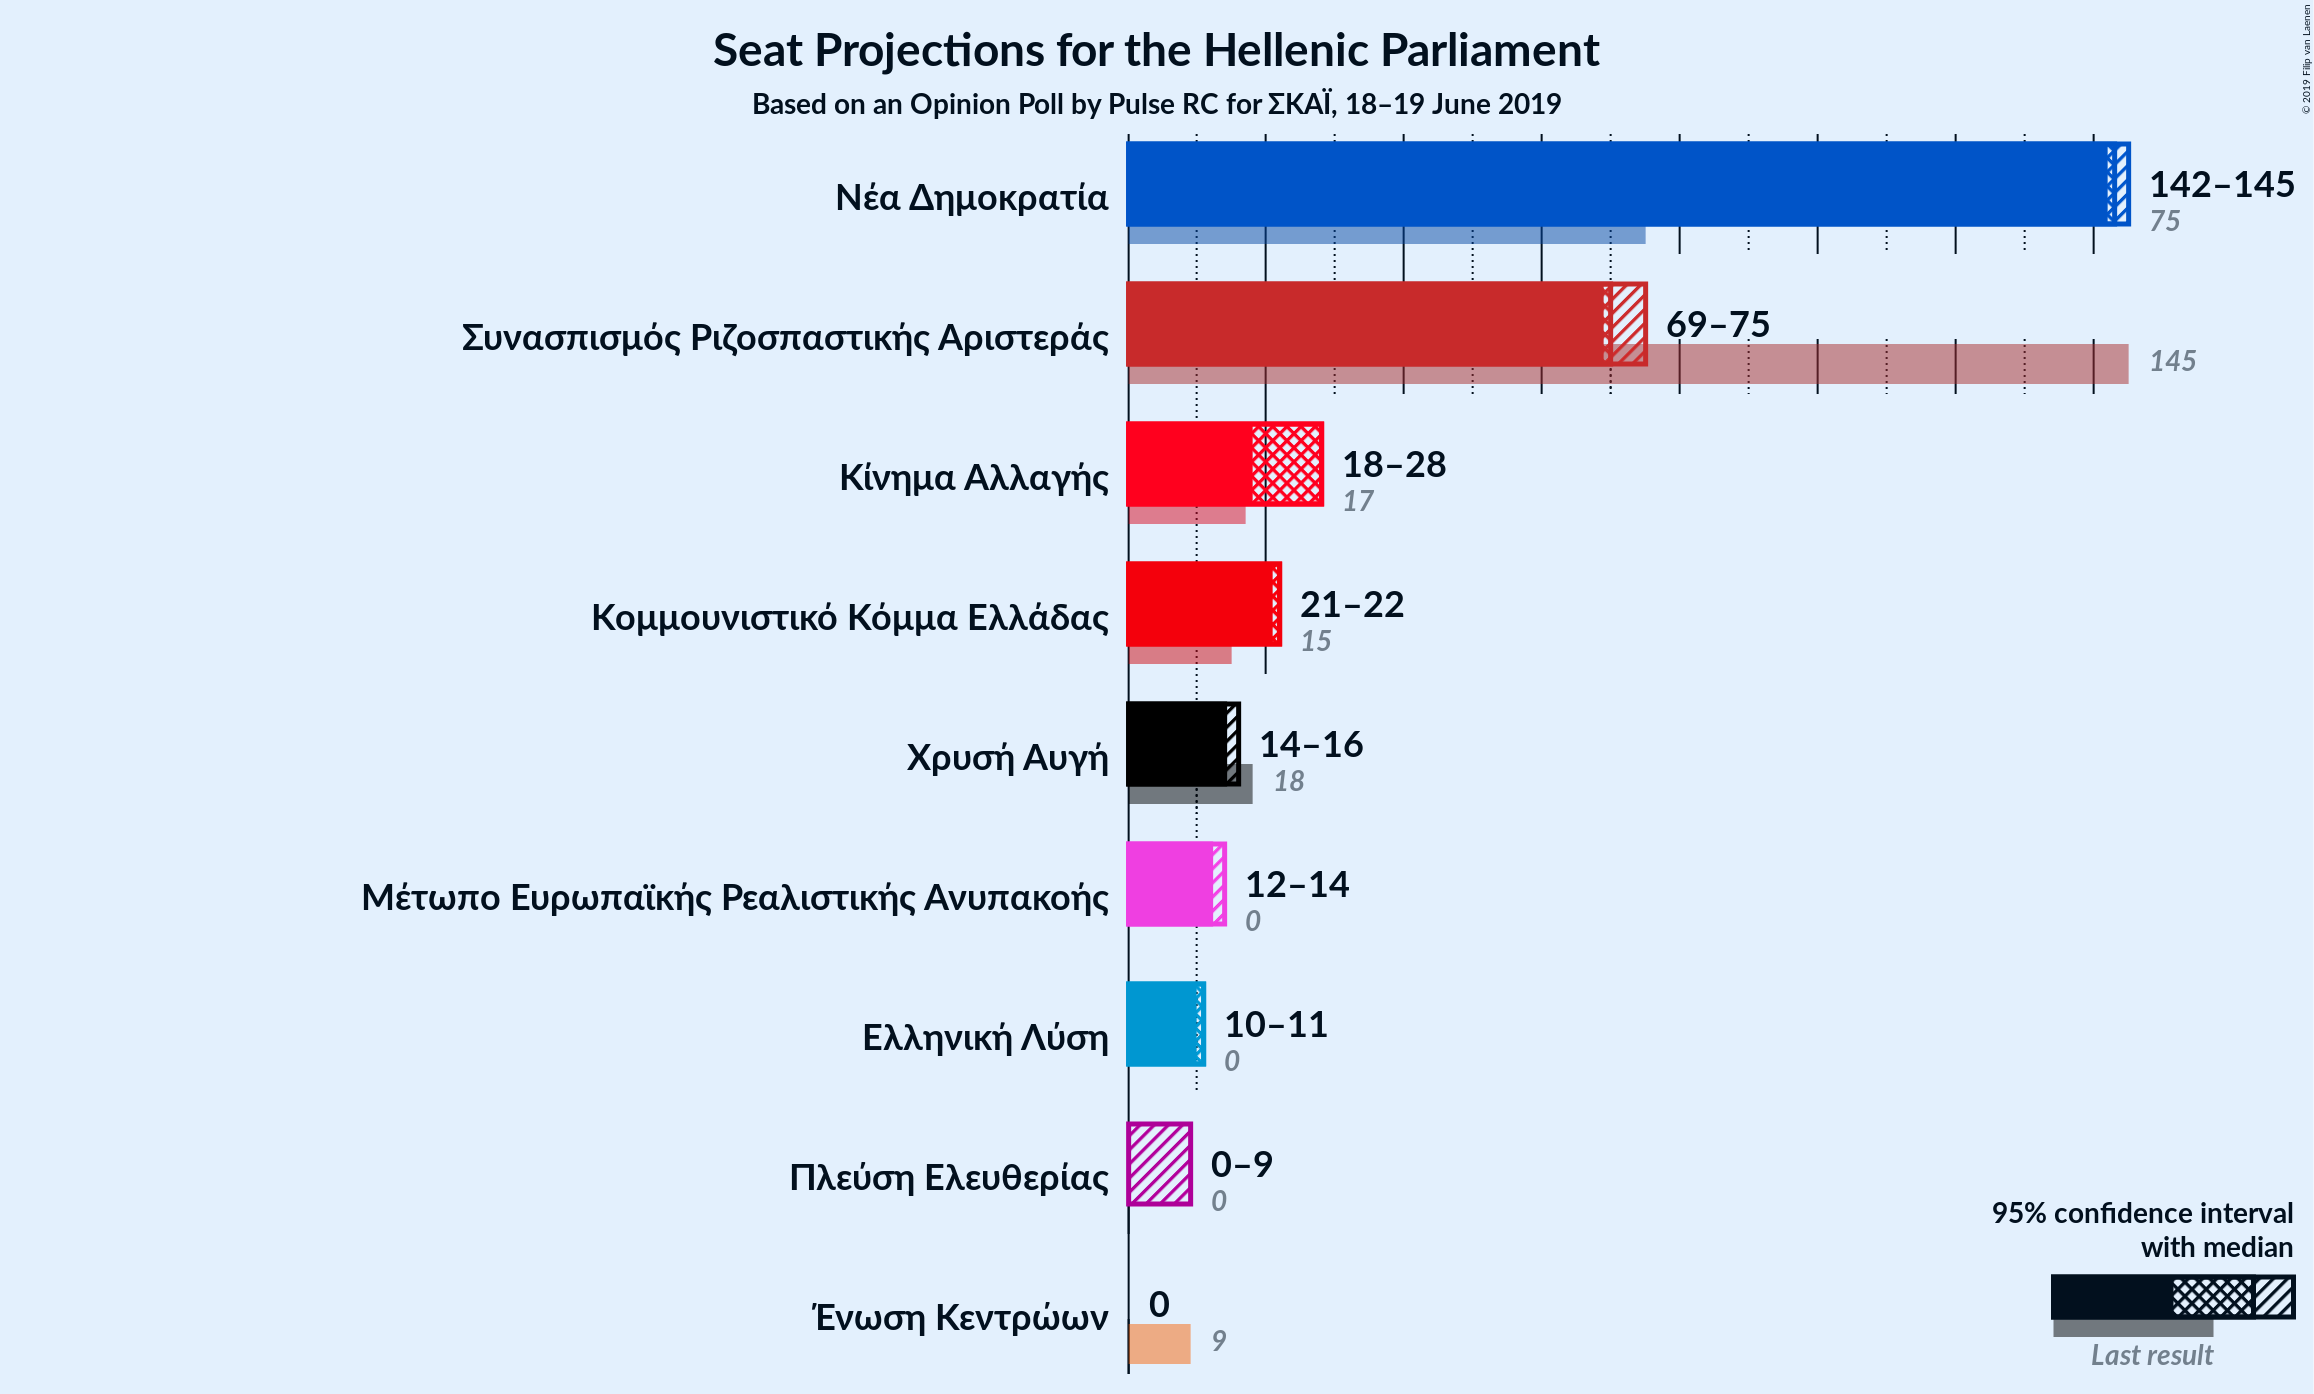 Seat Projections for the Hellenic Parliament
Based on an Opinion Poll by Pulse RC for ΣΚΑΪ, 18–19 June 2019
© 2019 Filip van Laenen
Νέα Δημοκρατία
142–145
75
Συνασπισμός Ριζοσπαστικής Αριστεράς
69–75
145
Κίνημα Αλλαγής
18–28
17
Κομμουνιστικό Κόμμα Ελλάδας
21–22
15
Χρυσή Αυγή
14–16
18
Μέτωπο Ευρωπαϊκής Ρεαλιστικής Ανυπακοής
12–14
0
Ελληνική Λύση
10–11
0
Πλεύση Ελευθερίας
0–9
0
Ένωση Κεντρώων
0
9
95% confidence interval
with median
Last result